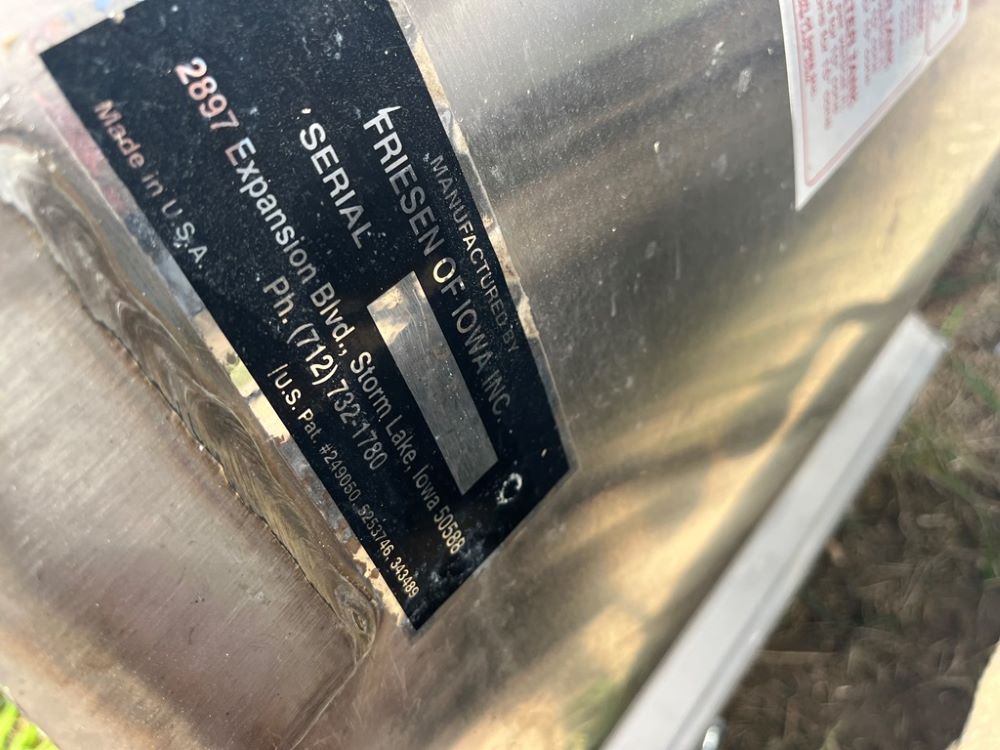 MANUFACTURED BY
FRIESEN OF IOWA INC.
SERIAL
2897 Expansion Blvd., Storm Lake, Iowa 50588
Ph. (712) 732-1780
Made in U.S.A.
U.S. Pat. #249050, 5253746, 343489